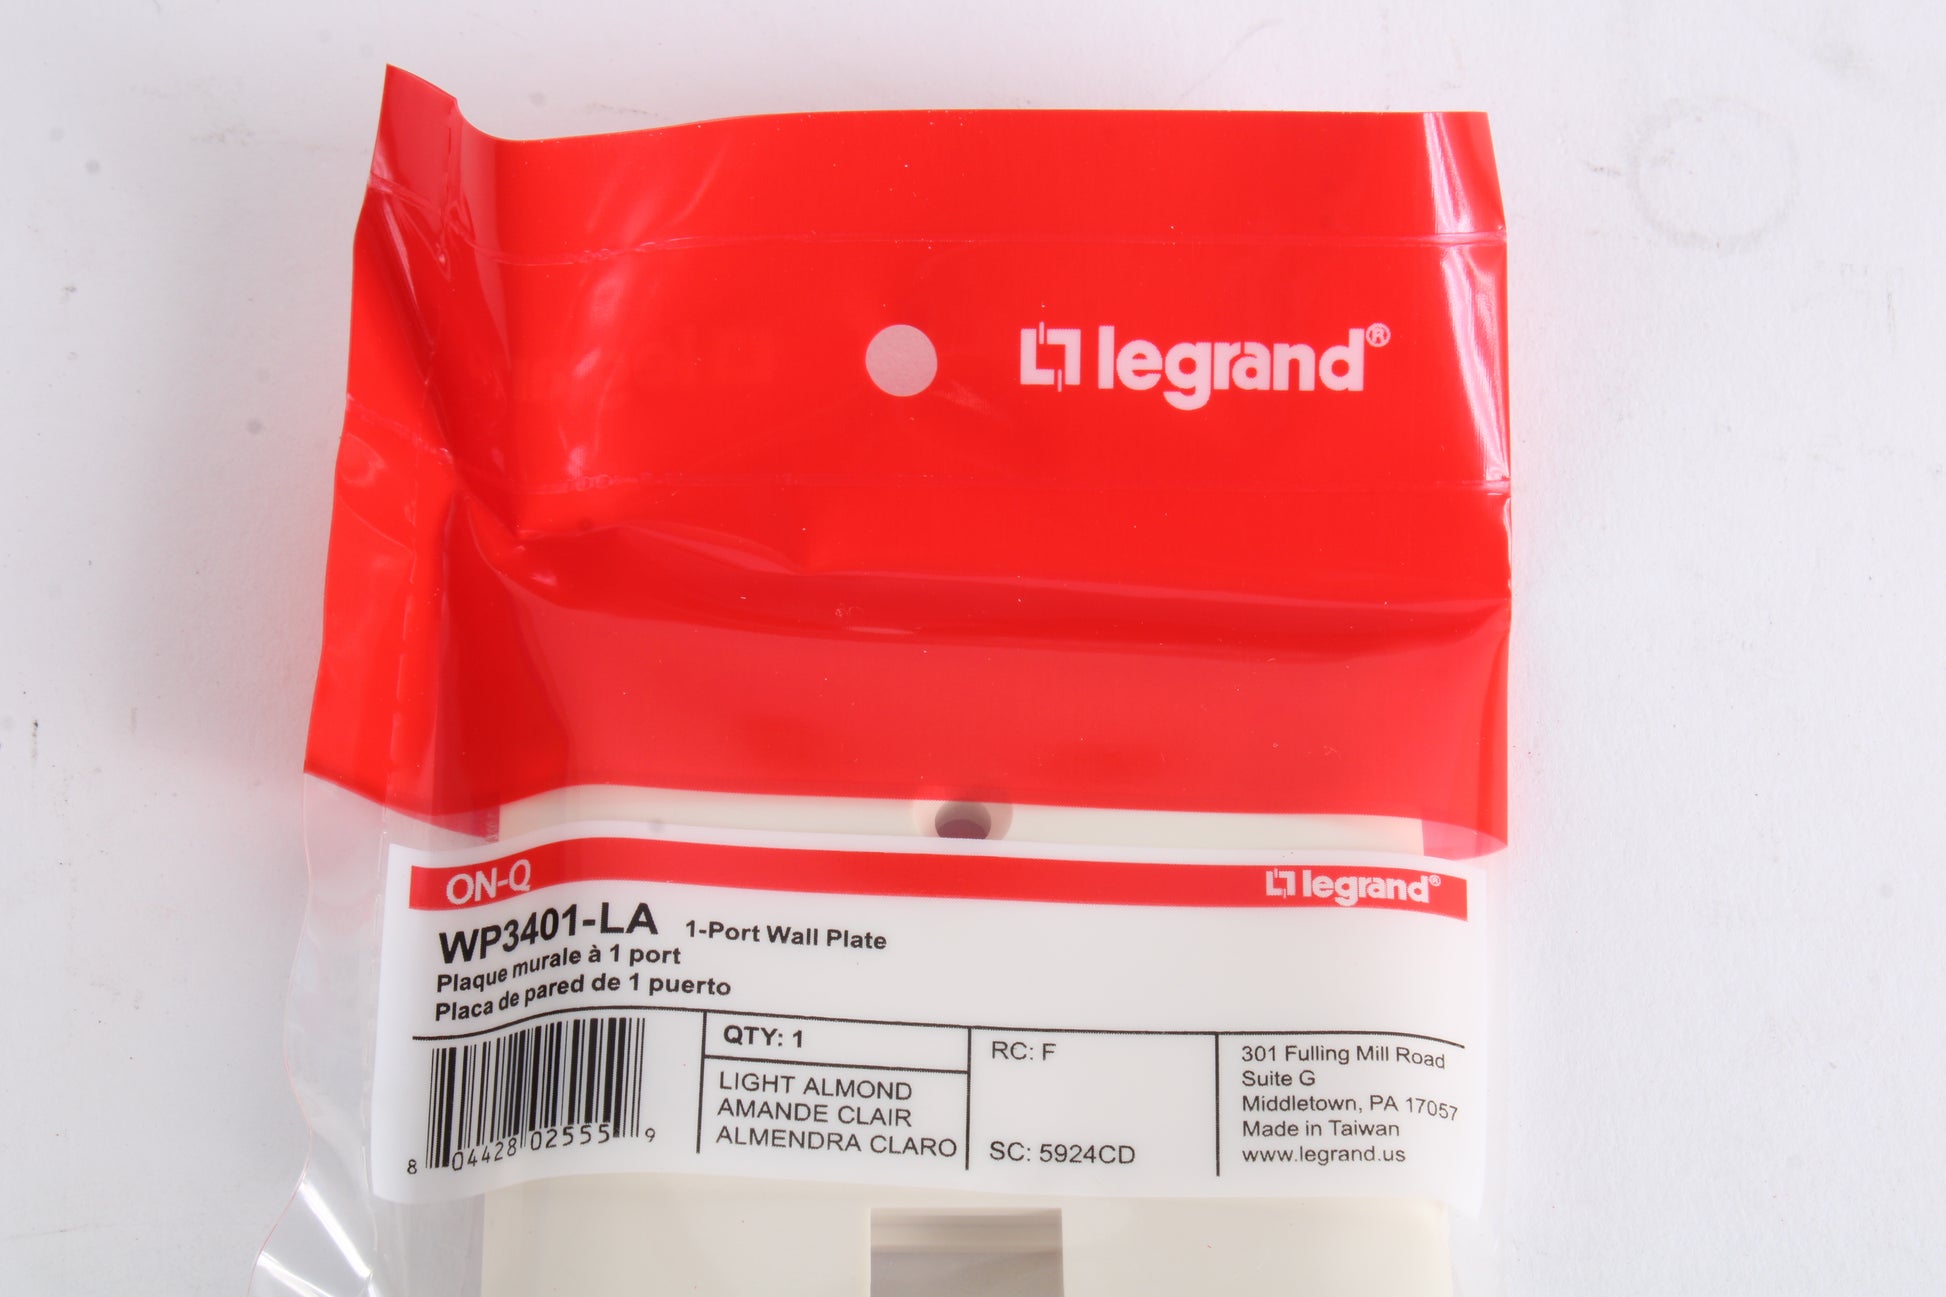 legrand®
ON-Q legrand®
WP3401-LA 1-Port Wall Plate
Plaque murale à 1 port
Placa de pared de 1 puerto
QTY: 1
LIGHT ALMOND
AMANDE CLAIR
ALMENDRA CLARO
RC: F
SC: 5924CD
301 Fulling Mill Road
Suite G
Middletown, PA 17057
Made in Taiwan
www.legrand.us
8 04428 02555 9